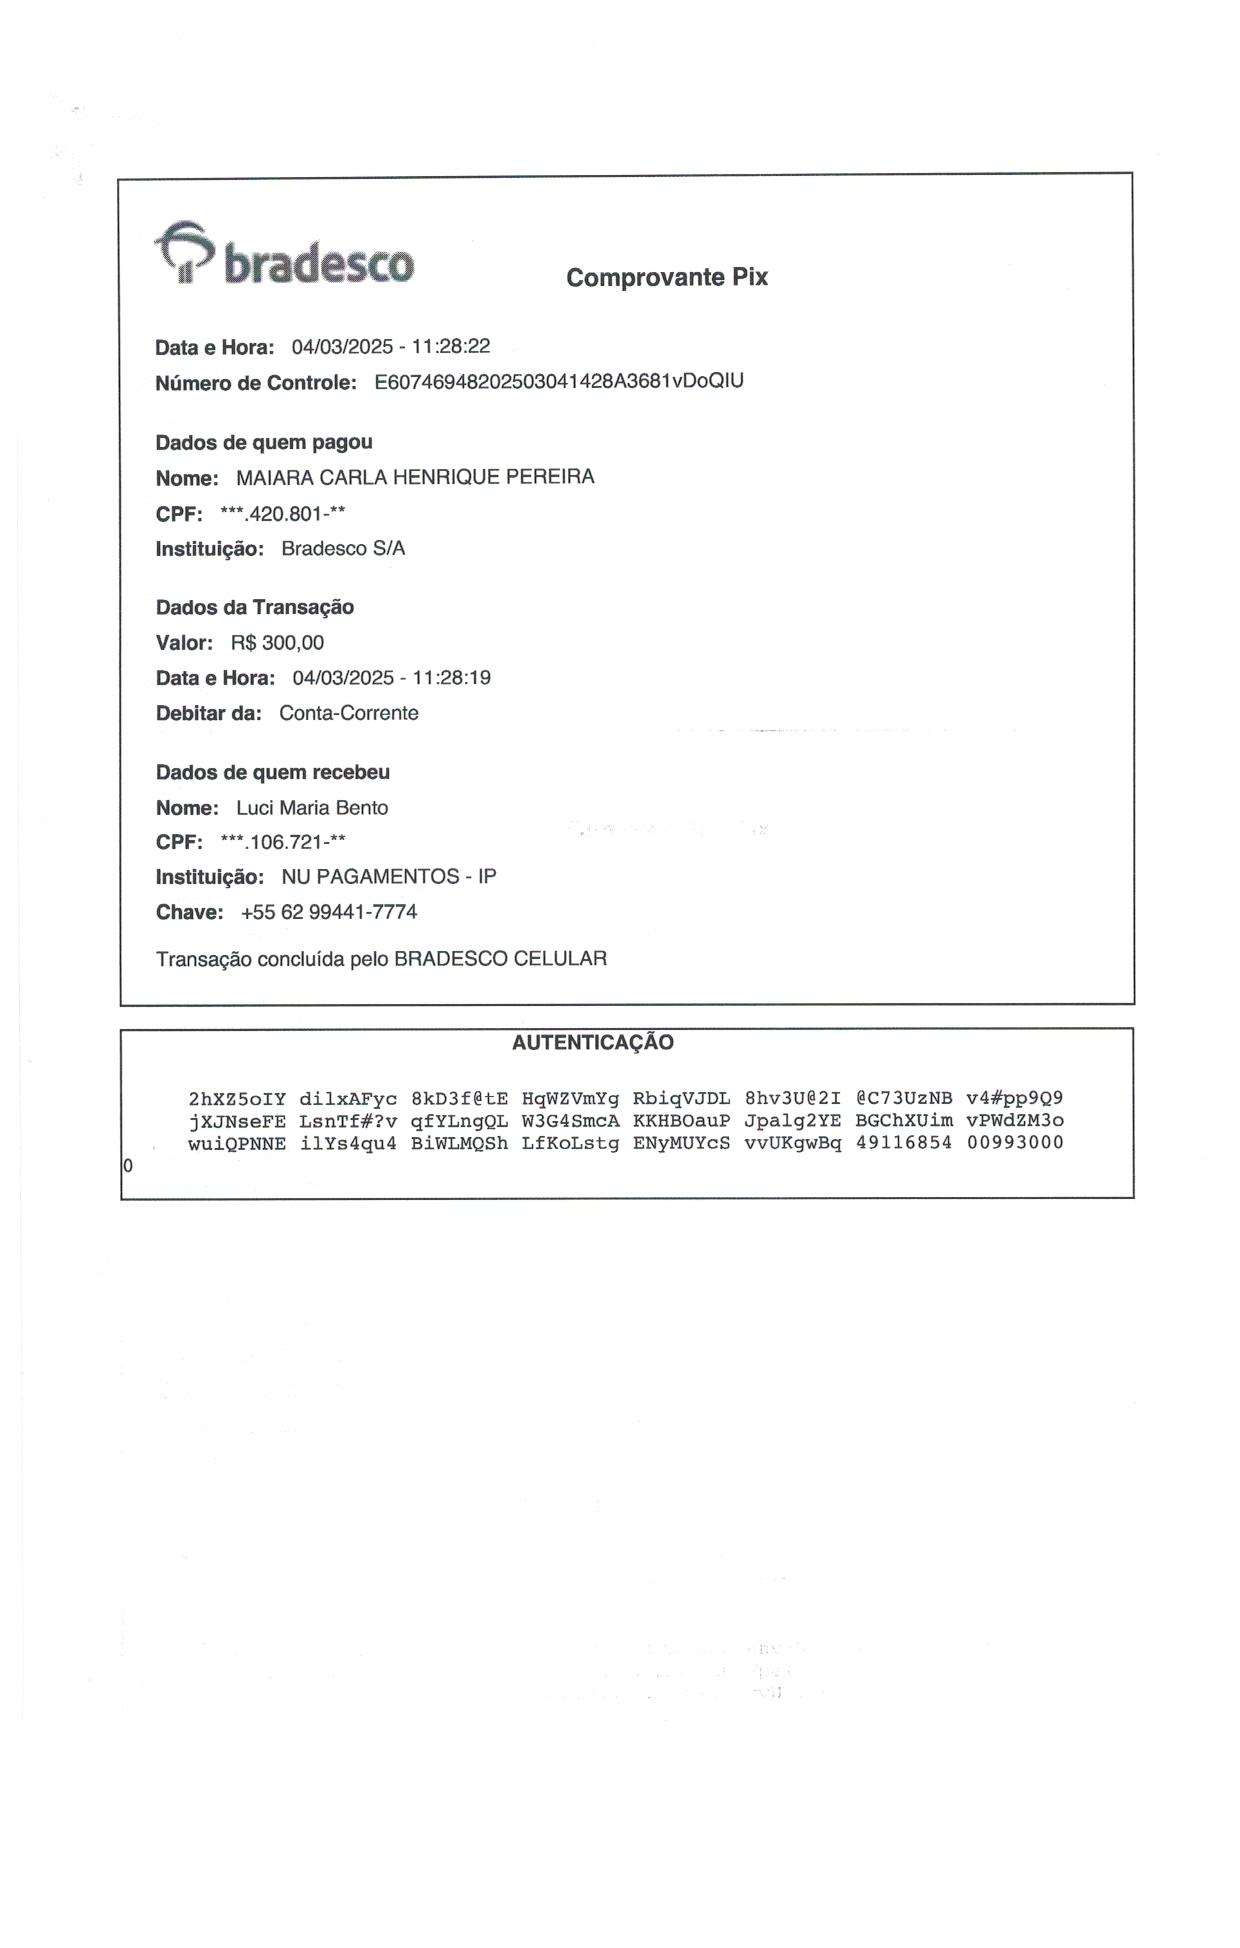 bradesco
Comprovante Pix
Data e Hora: 04/03/2025 - 11:28:22
Número de Controle: E60746948202503041428A3681vDoQIU
Dados de quem pagou
Nome: MAIARA CARLA HENRIQUE PEREIRA
CPF: ***.420.801-**
Instituição: Bradesco S/A
Dados da Transação
Valor: R$ 300,00
Data e Hora: 04/03/2025 - 11:28:19
Debitar da: Conta-Corrente
Dados de quem recebeu
Nome: Luci Maria Bento
CPF: ***.106.721-**
Instituição: NU PAGAMENTOS - IP
Chave: +55 62 99441-7774
Transação concluída pelo BRADESCO CELULAR
AUTENTICAÇÃO
2hXZ5oIY dilxAFyc 8kD3f@tE HqWZVmYg RbiqVJDL 8hv3U@2I @C73UzNB v4#pp9Q9
jXJNseFE LsnTf#?v qfYLngQL W3G4SmcA KKHBOauP Jpalg2YE BGChXUim vPWdZM3o
wuiQPNNE ilYs4qu4 BiWLMQSh LfKoLstg ENyMUYcS vvUKgwBq 49116854 00993000
0